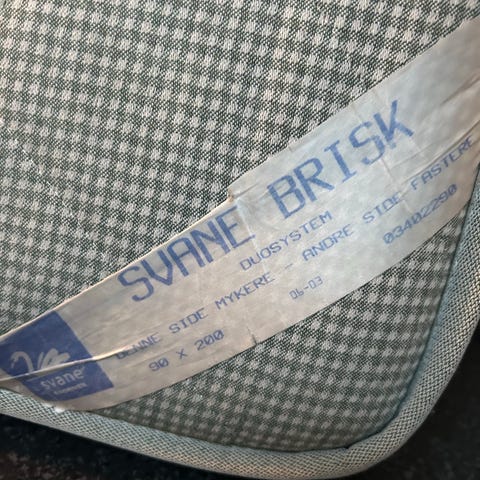 SVANE BRISK
DUOSYSTEM
DENNE SIDE MYKERE - ANDRE SIDE FASTERE
90 X 200
06-03
03402290
svane